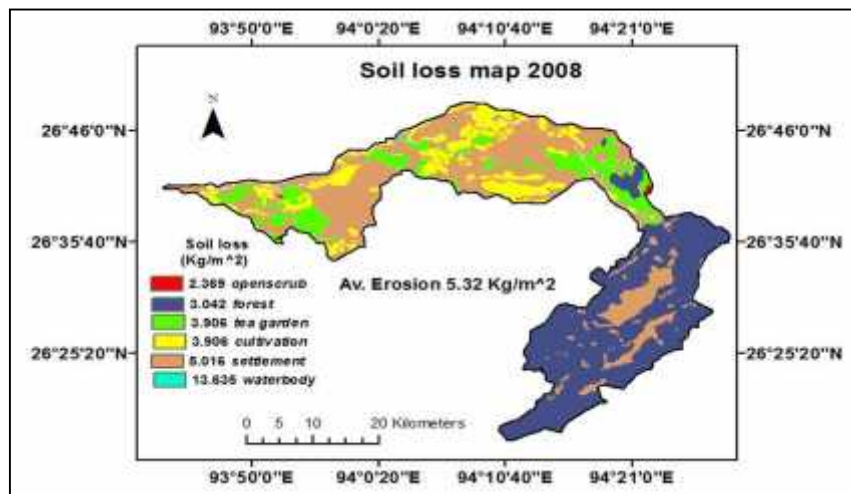 93°50'0"E 94°0'20"E 94°10'40"E 94°21'0"E
Soil loss map 2008
N
26°46'0"N 26°46'0"N
26°35'40"N 26°35'40"N
Soil loss
(Kg/m^2)
Av. Erosion 5.32 Kg/m^2
2.369 openscrub
3.042 forest
3.906 tea garden
3.906 cultivation
5.016 settlement
13.635 waterbody
26°25'20"N 26°25'20"N
0 5 10 20 Kilometers
93°50'0"E 94°0'20"E 94°10'40"E 94°21'0"E